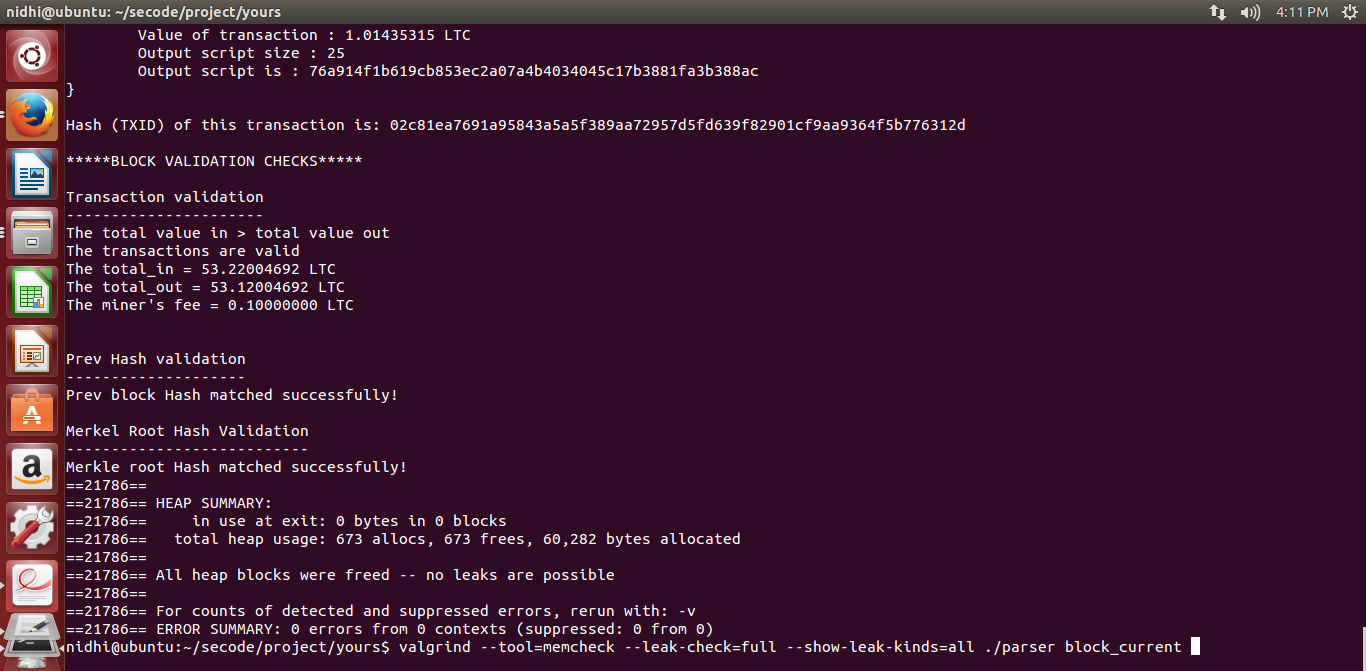 nidhi@ubuntu: ~/secode/project/yours
4:11 PM
Value of transaction : 1.01435315 LTC
Output script size : 25
Output script is : 76a914f1b619cb853ec2a07a4b4034045c17b3881fa3b388ac
}
Hash (TXID) of this transaction is: 02c81ea7691a95843a5a5f389aa72957d5fd639f82901cf9aa9364f5b776312d
*****BLOCK VALIDATION CHECKS*****
Transaction validation
----------------------
The total value in > total value out
The transactions are valid
The total_in = 53.22004692 LTC
The total_out = 53.12004692 LTC
The miner's fee = 0.10000000 LTC
Prev Hash validation
--------------------
Prev block Hash matched successfully!
Merkel Root Hash Validation
---------------------------
Merkle root Hash matched successfully!
==21786==
==21786== HEAP SUMMARY:
==21786==     in use at exit: 0 bytes in 0 blocks
==21786==   total heap usage: 673 allocs, 673 frees, 60,282 bytes allocated
==21786==
==21786== All heap blocks were freed -- no leaks are possible
==21786==
==21786== For counts of detected and suppressed errors, rerun with: -v
==21786== ERROR SUMMARY: 0 errors from 0 contexts (suppressed: 0 from 0)
nidhi@ubuntu:~/secode/project/yours$ valgrind --tool=memcheck --leak-check=full --show-leak-kinds=all ./parser block_current